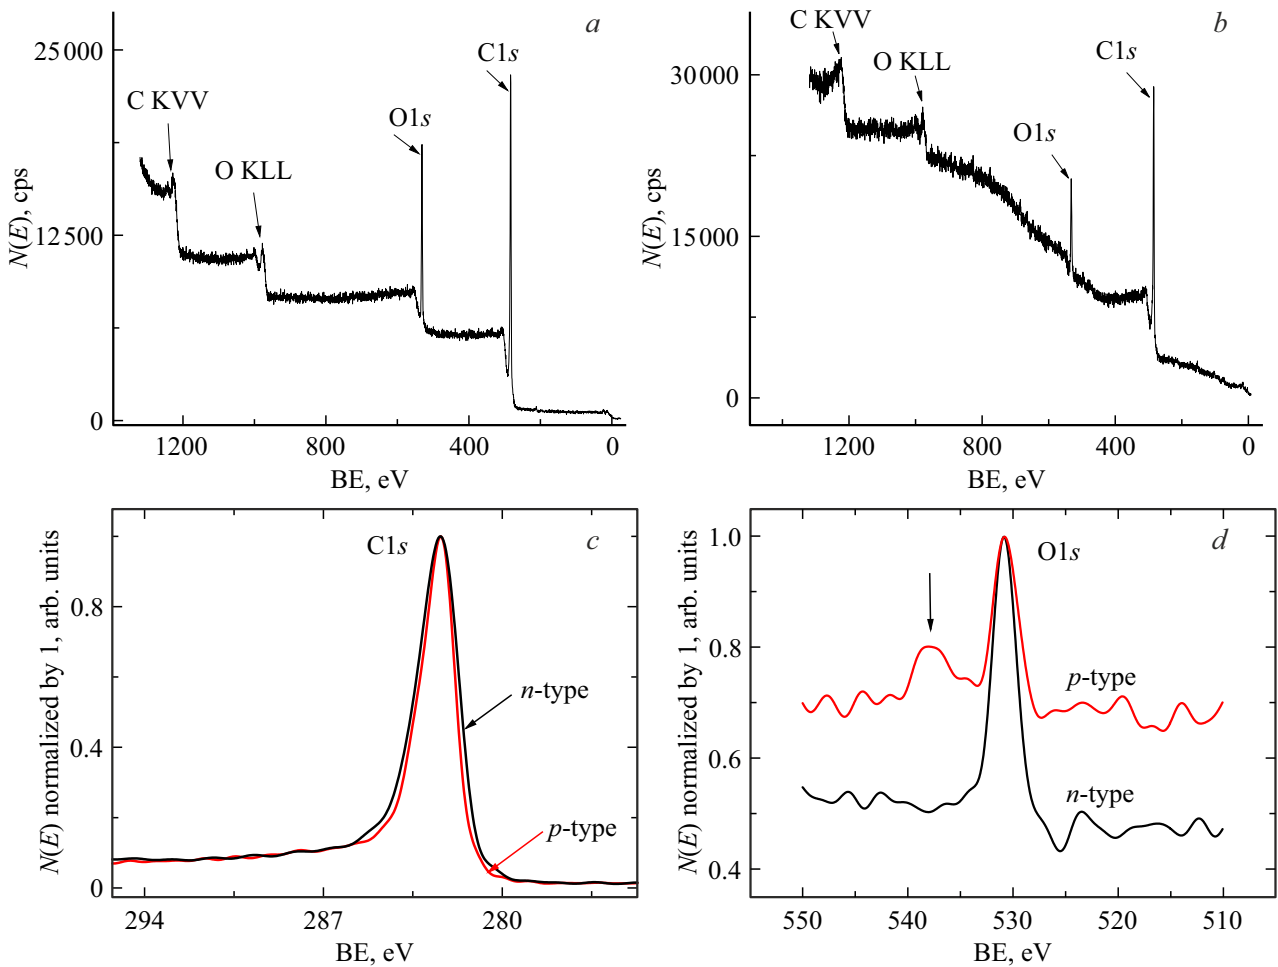 a
25000
C1s
C KVV
O1s
O KLL
12500
N(E), cps
0
1200
800
400
0
BE, eV
b
C KVV
C1s
O KLL
30000
O1s
15000
N(E), cps
0
1200
800
400
0
BE, eV
c
C1s
0.8
n-type
0.4
p-type
0
N(E) normalized by 1, arb. units
294
287
280
BE, eV
d
1.0
O1s
0.8
p-type
0.6
n-type
0.4
N(E) normalized by 1, arb. units
550
540
530
520
510
BE, eV